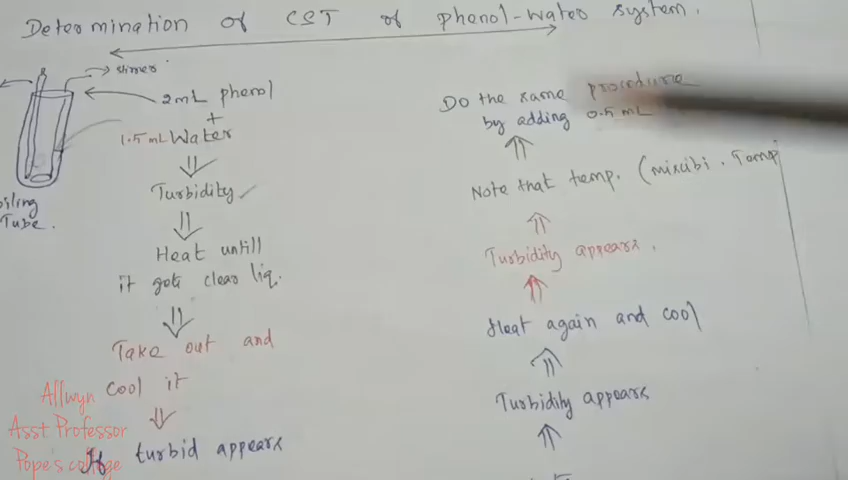 Determination of CST of phenol-water system.
stirrer
2mL phenol
+
1.5 mL Water
Turbidity
Boiling
Tube.
Heat untill
it gets clear liq.
Take out and
cool it
turbid appears
Allwyn
Asst Professor
Pope's college
Do the same procedure
by adding 0.5 mL
Note that temp. (miscibi. Temp
Turbidity appears.
Heat again and cool
Turbidity appears